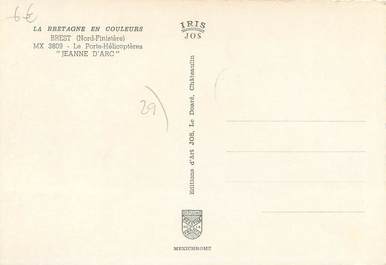 6€
LA BRETAGNE EN COULEURS
BREST (Nord-Finistère)
MX 3809 - Le Porte-Hélicoptères
"JEANNE D'ARC"
IRIS
JOS
29
Editions d'Art JOS, Le Doaré, Châteaulin
MEXICHROME